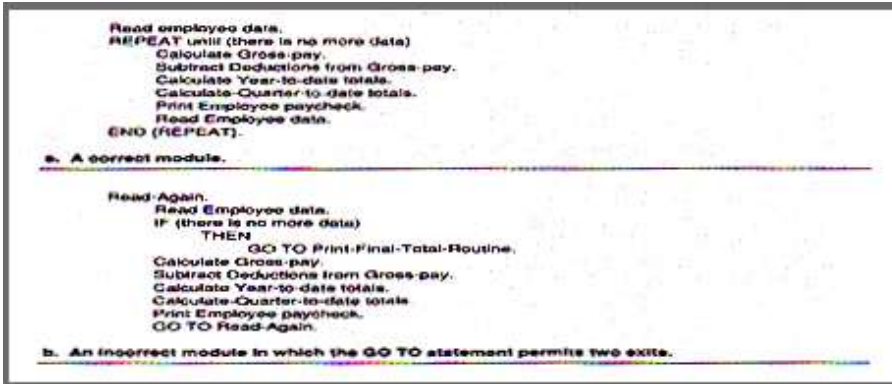 Read employee data.
REPEAT until (there is no more data)
Calculate Gross-pay.
Subtract Deductions from Gross-pay.
Calculate Year-to-date totals.
Calculate-Quarter-to-date totals.
Print Employee paycheck.
Read Employee data.
END (REPEAT).
a. A correct module.
Read-Again.
Read Employee data.
IF (there is no more data)
THEN
GO TO Print-Final-Total-Routine.
Calculate Gross-pay.
Subtract Deductions from Gross-pay.
Calculate Year-to-date totals.
Calculate-Quarter-to-date totals
Print Employee paycheck.
GO TO Read-Again.
b. An incorrect module in which the GO TO statement permits two exits.